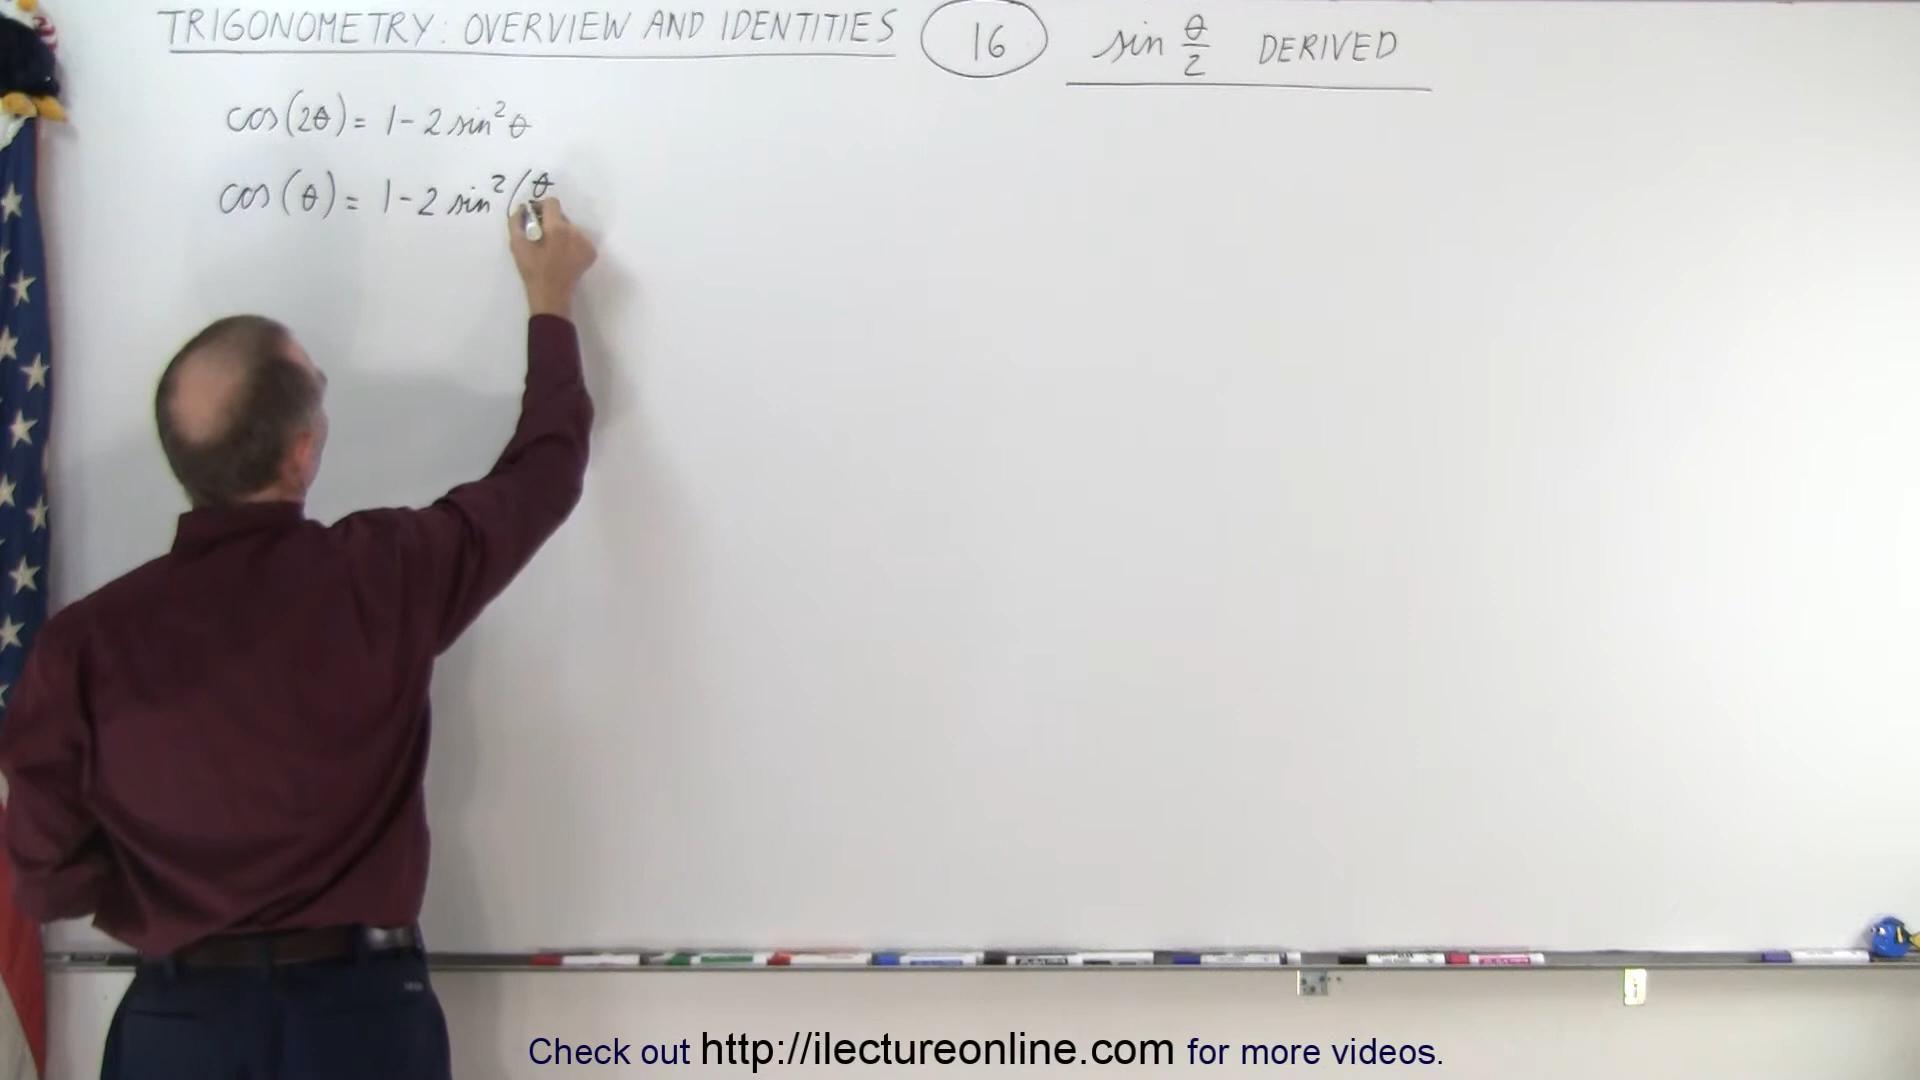 TRIGONOMETRY: OVERVIEW AND IDENTITIES 16 sin θ/2 DERIVED
cos(2θ) = 1 - 2 sin² θ
cos(θ) = 1 - 2 sin² (θ
Check out http://ilectureonline.com for more videos.